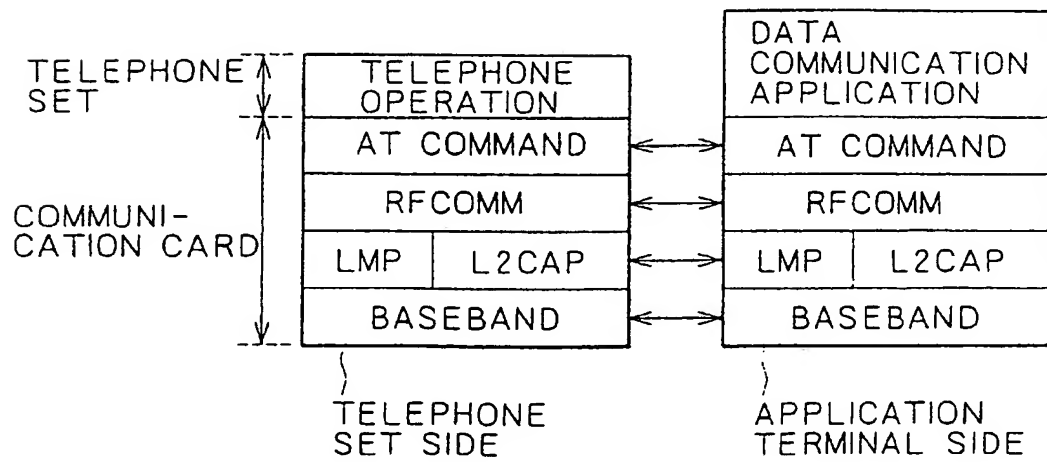 TELEPHONE
SET
COMMUNI-
CATION CARD
TELEPHONE
OPERATION
AT COMMAND
RFCOMM
LMP
L2CAP
BASEBAND
TELEPHONE
SET SIDE
DATA
COMMUNICATION
APPLICATION
AT COMMAND
RFCOMM
LMP
L2CAP
BASEBAND
APPLICATION
TERMINAL SIDE